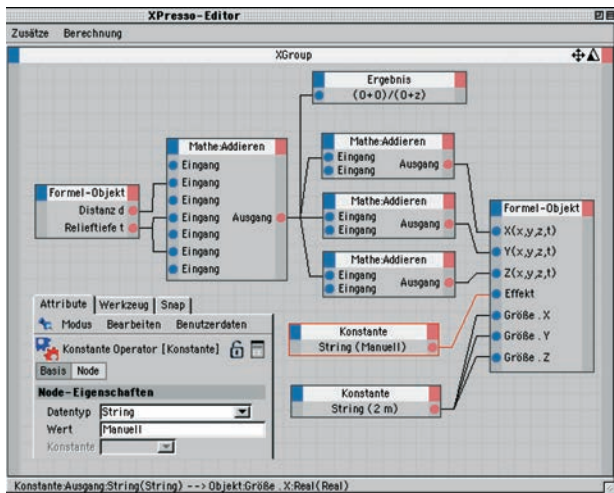 XPresso-Editor
Zusätze Berechnung
XGroup
Ergebnis
(0+0)/(0+z)
Mathe:Addieren
Eingang
Eingang
Eingang
Eingang Ausgang
Eingang
Eingang
Eingang
Formel-Objekt
Distanz d
Relieftiefe t
Mathe:Addieren
Eingang Ausgang
Eingang
Mathe:Addieren
Eingang Ausgang
Eingang
Mathe:Addieren
Eingang Ausgang
Eingang
Formel-Objekt
X(x,y,z,t)
Y(x,y,z,t)
Z(x,y,z,t)
Effekt
Größe . X
Größe . Y
Größe . Z
Konstante
String (Manuell)
Konstante
String (2 m)
Attribute Werkzeug Snap
Modus Bearbeiten Benutzerdaten
Konstante Operator [Konstante]
Basis Node
Node-Eigenschaften
Datentyp String
Wert Manuell
Konstante
Konstante:Ausgang:String(String) --> Objekt:Größe . X:Real(Real)